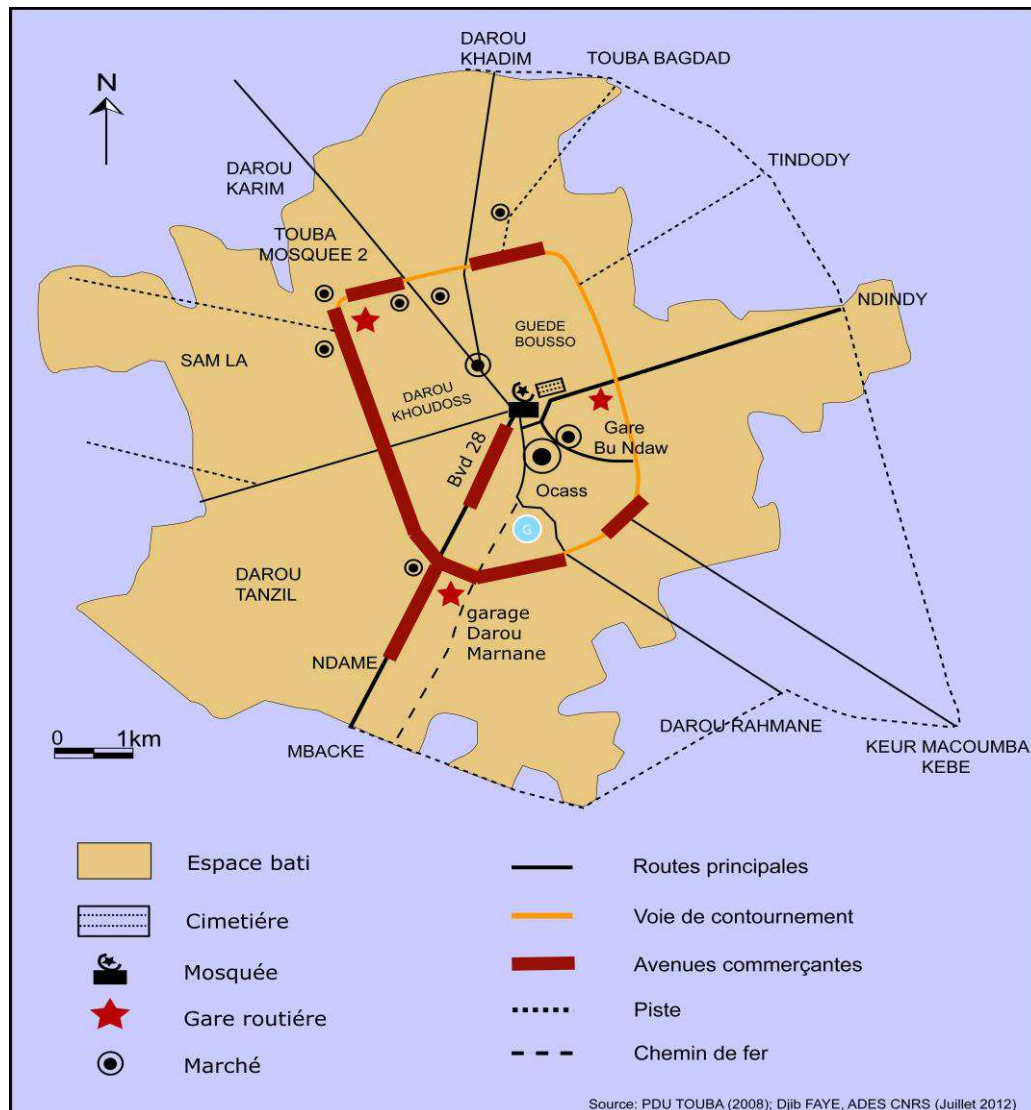 DAROU
KHADIM
TOUBA BAGDAD
N
TINDODY
DAROU
KARIM
TOUBA
MOSQUEE 2
NDINDY
GUEDE
BOUSSO
SAM LA
DAROU
KHOUDOSS
Gare
Bu Ndaw
Bvd 28
Ocass
G
DAROU
TANZIL
garage
Darou
Marnane
NDAME
DAROU RAHMANE
0 1km
MBACKE
KEUR MACOUMBA
KEBE
Espace bati
Cimetiére
Mosquée
Gare routiére
Marché
Routes principales
Voie de contournement
Avenues commerçantes
Piste
Chemin de fer
Source: PDU TOUBA (2008); Djib FAYE, ADES CNRS (Juillet 2012)